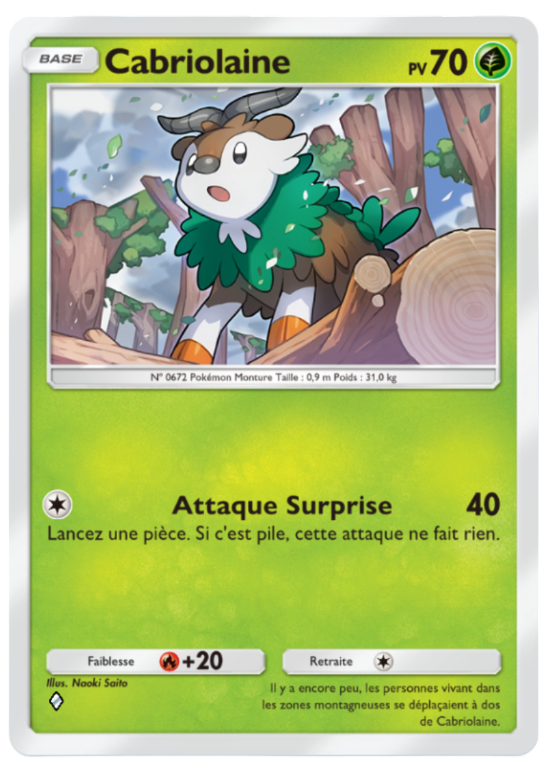 BASE Cabriolaine PV 70
N° 0672 Pokémon Monture Taille : 0,9 m Poids : 31,0 kg
Attaque Surprise 40
Lancez une pièce. Si c'est pile, cette attaque ne fait rien.
Faiblesse +20 Retraite
Illus. Naoki Saito
Il y a encore peu, les personnes vivant dans
les zones montagneuses se déplaçaient à dos
de Cabriolaine.